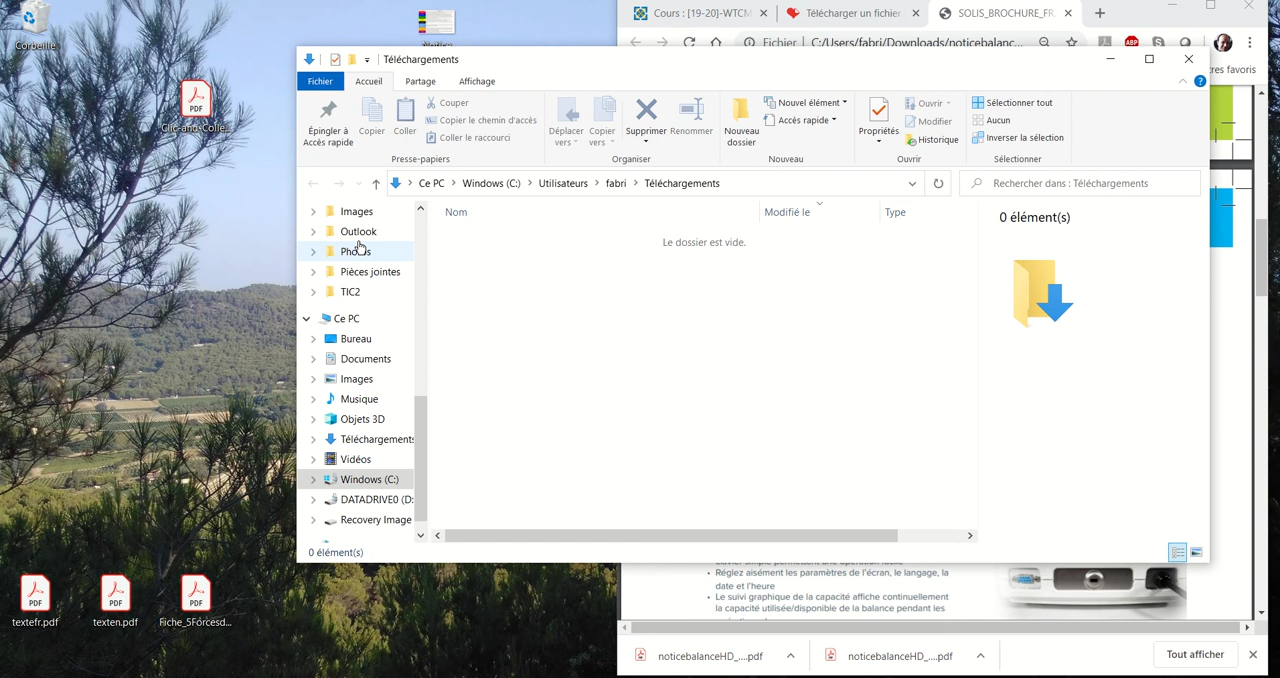 Corbeille
Clic-and-Colle...
textefr.pdf
texten.pdf
Fiche_5Forcesd...
Cours : [19-20]-WTCM
Télécharger un fichier
SOLIS_BROCHURE_FR
Fichier
C:/Users/fabri/Downloads/noticebalanc...
ABP
Téléchargements
Fichier
Accueil
Partage
Affichage
Épingler à
Accès rapide
Copier
Coller
Couper
Copier le chemin d'accès
Coller le raccourci
Presse-papiers
Déplacer
vers
Copier
vers
Supprimer
Renommer
Organiser
Nouveau
dossier
Nouvel élément
Accès rapide
Nouveau
Propriétés
Ouvrir
Modifier
Historique
Ouvrir
Sélectionner tout
Aucun
Inverser la sélection
Sélectionner
Ce PC
Windows (C:)
Utilisateurs
fabri
Téléchargements
Rechercher dans : Téléchargements
Images
Outlook
Pièces jointes
TIC2
Ce PC
Bureau
Documents
Images
Musique
Objets 3D
Téléchargements
Vidéos
Windows (C:)
DATADRIVE0 (D:
Recovery Image
Nom
Modifié le
Type
Le dossier est vide.
0 élément(s)
0 élément(s)
• Réglez aisément les paramètres de l'écran, le langage, la
date et l'heure
• Le suivi graphique de la capacité affiche continuellement
la capacité utilisée/disponible de la balance pendant les
noticebalanceHD_....pdf
noticebalanceHD_....pdf
Tout afficher
PDF
PDF
PDF
PDF